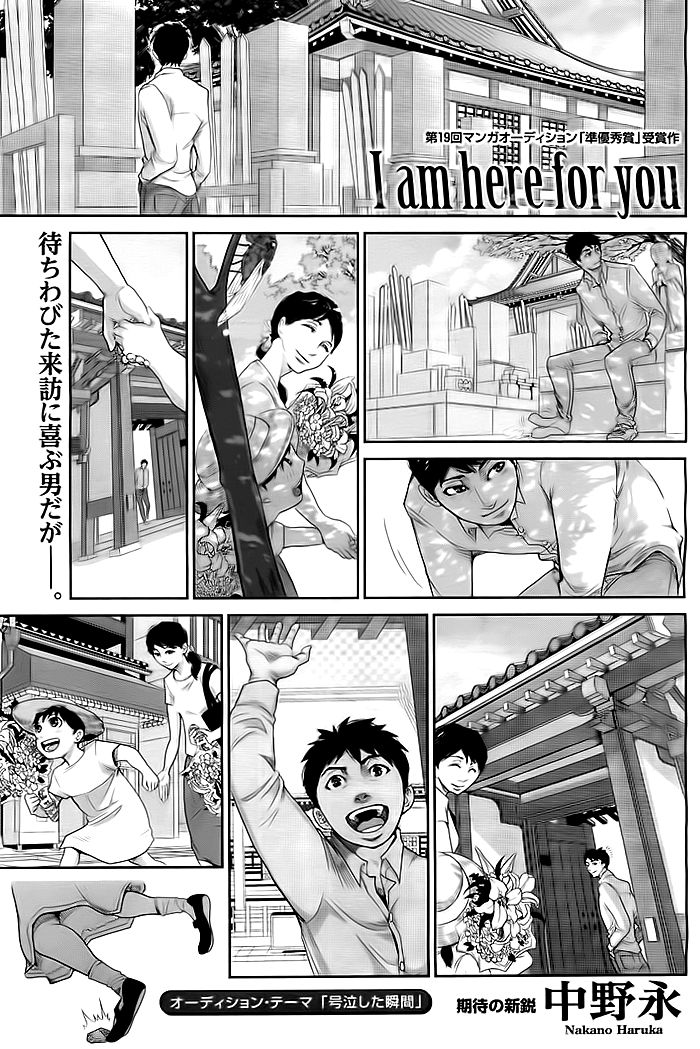 第19回マンガオーディション「準優秀賞」受賞作
I am here for you
待ちわびた来訪に喜ぶ男だが――。
オーディション・テーマ「号泣した瞬間」
期待の新鋭 中野永
Nakano Haruka